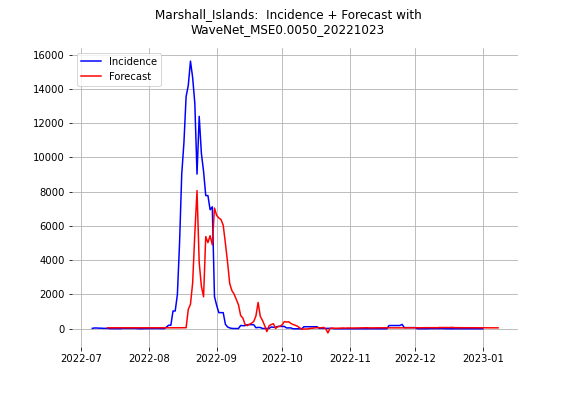 Marshall_Islands:  Incidence + Forecast with
WaveNet_MSE0.0050_20221023
Incidence
Forecast
16000
14000
12000
10000
8000
6000
4000
2000
0
2022-07 2022-08 2022-09 2022-10 2022-11 2022-12 2023-01